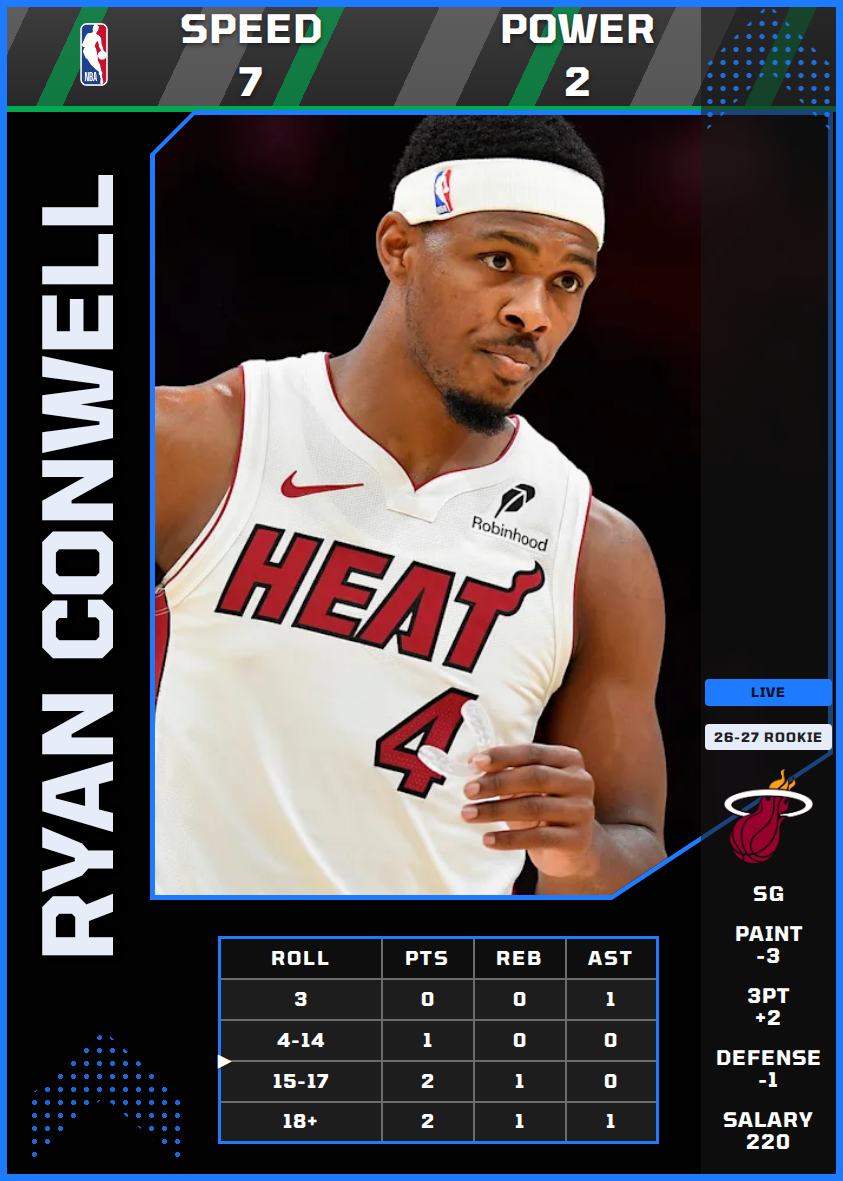 SPEED
7
POWER
2
NBA
RYAN CONWELL
NBA
Robinhood
HEAT
4
LIVE
26-27 ROOKIE
SG
PAINT
-3
3PT
+2
DEFENSE
-1
SALARY
220
ROLL PTS REB AST
3 0 0 1
4-14 1 0 0
15-17 2 1 0
18+ 2 1 1